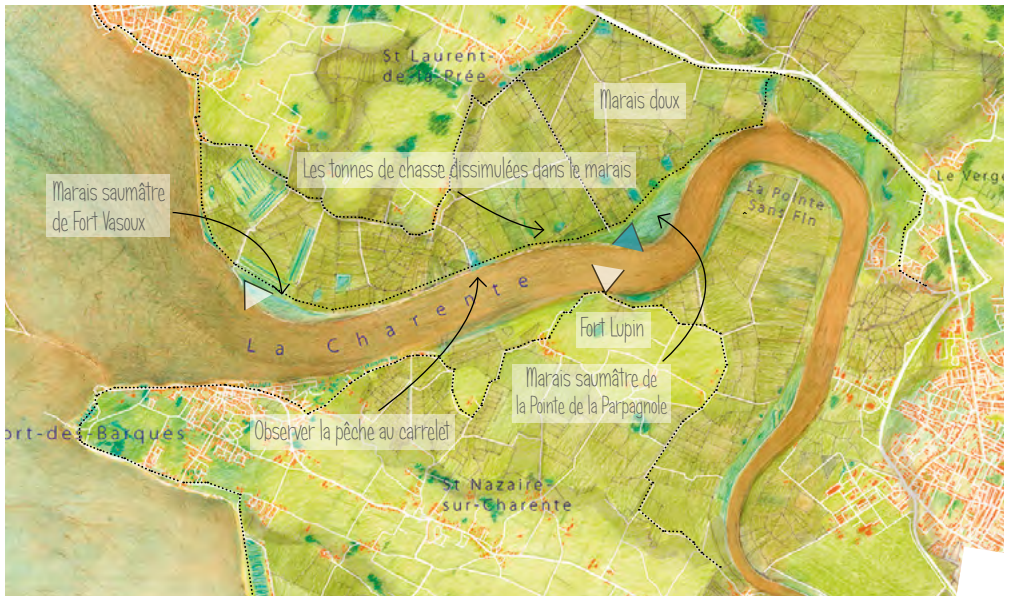 St Laurent-
de-la-Prée
Marais doux
Les tonnes de chasse dissimulées dans le marais
Marais saumâtre
de Fort Vasoux
La Pointe
Sans Fin
Le Verge
La Charente
Fort Lupin
Marais saumâtre de
la Pointe de la Parpagnole
Observer la pêche au carrelet
ort-des-Barques
St Nazaire-
sur-Charente